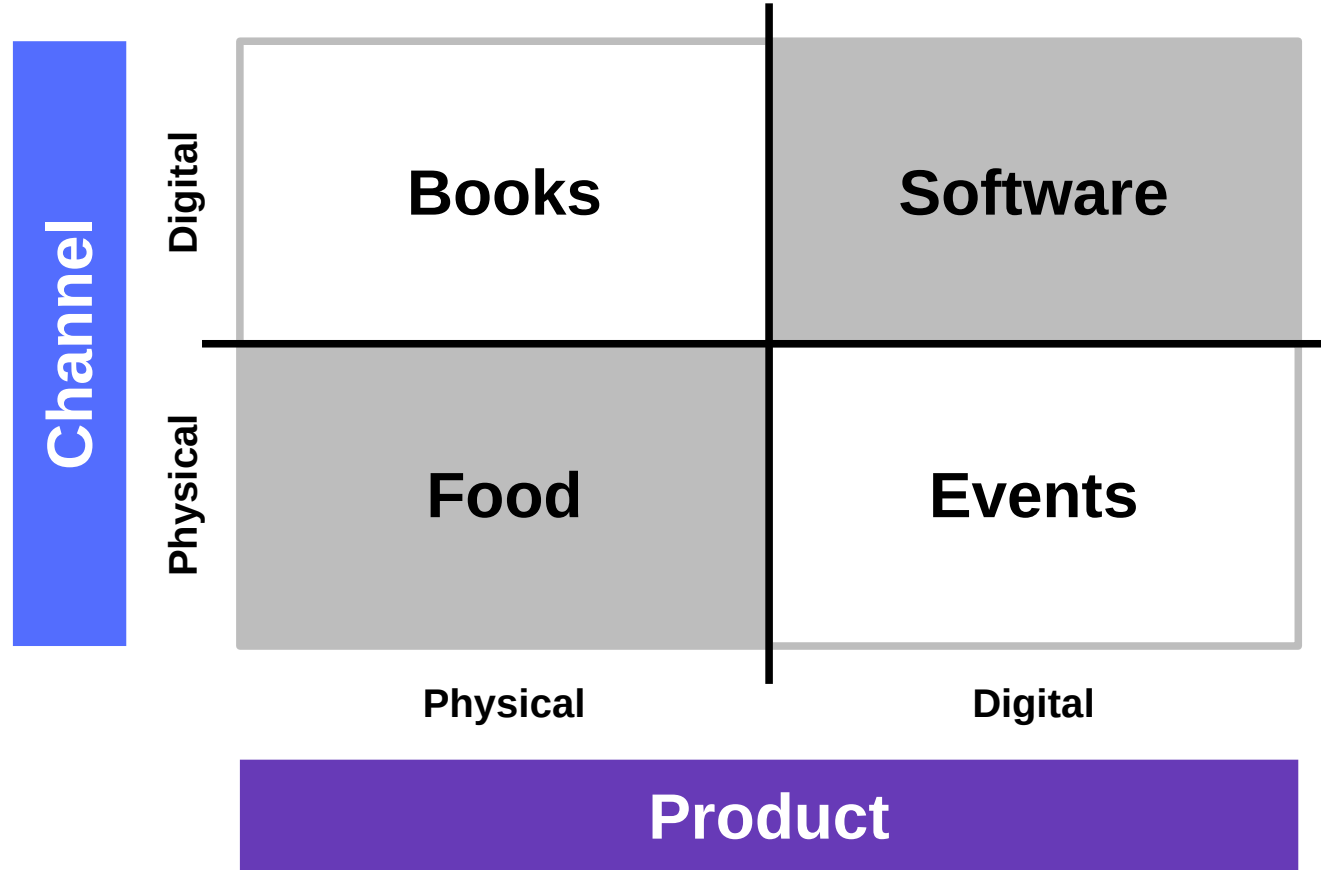 Channel
Digital
Books
Software
Physical
Food
Events
Physical
Digital
Product